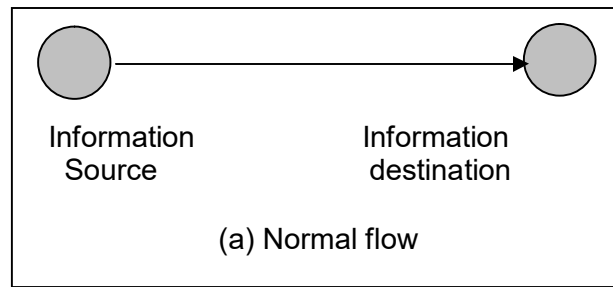 Information
Source
Information
destination
(a) Normal flow